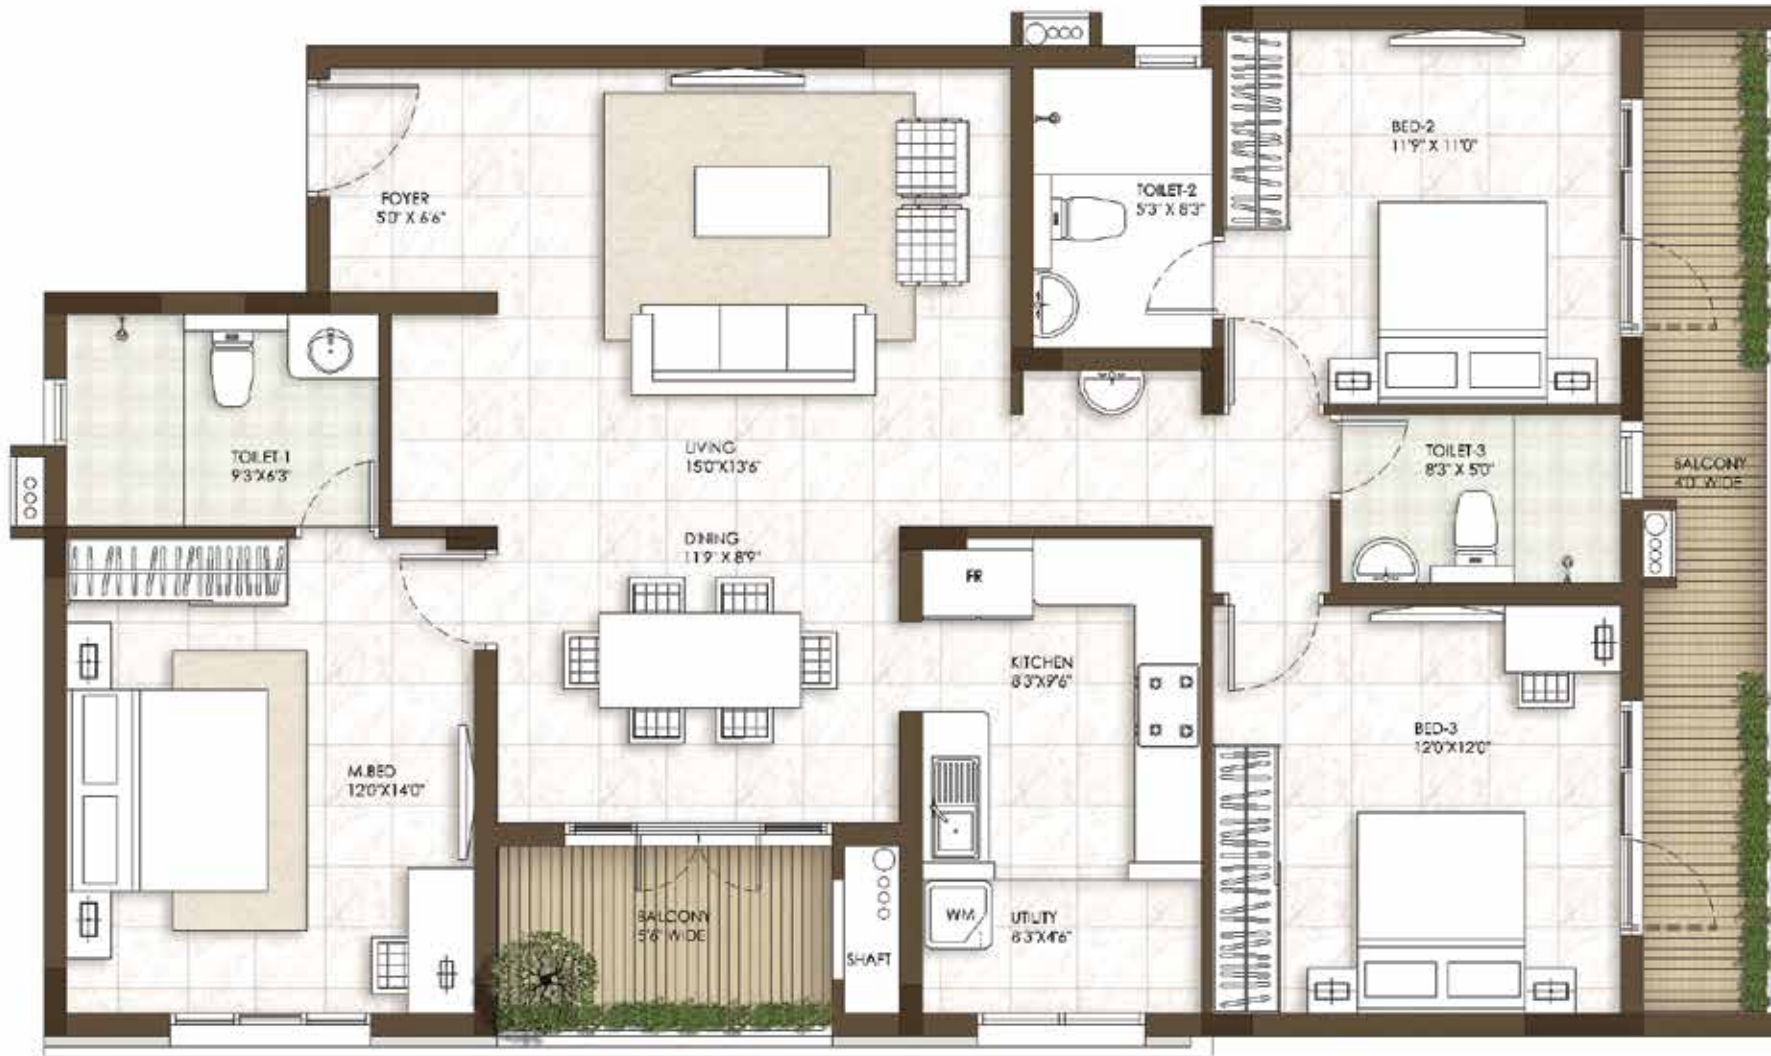 BED-2
11'9" X 11'0"
FOYER
5'0" X 6'6"
TOILET-2
5'3" X 8'3"
TOILET-1
9'3"X6'3"
LIVING
15'0"X13'6"
TOILET-3
8'3" X 5'0"
BALCONY
4'0" WIDE
DINING
11'9" X 8'9"
FR
KITCHEN
8'3"X9'6"
BED-3
12'0"X12'0"
M.BED
12'0"X14'0"
BALCONY
5'6" WIDE
WM
UTILITY
8'3"X4'6"
SHAFT